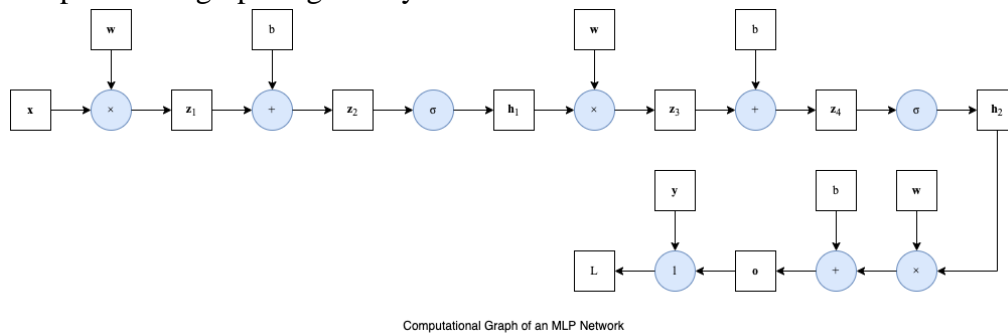 w b w b
x × z₁ + z₂ σ h₁ × z₃ + z₄ σ h₂
y b w
L l o + ×
Computational Graph of an MLP Network